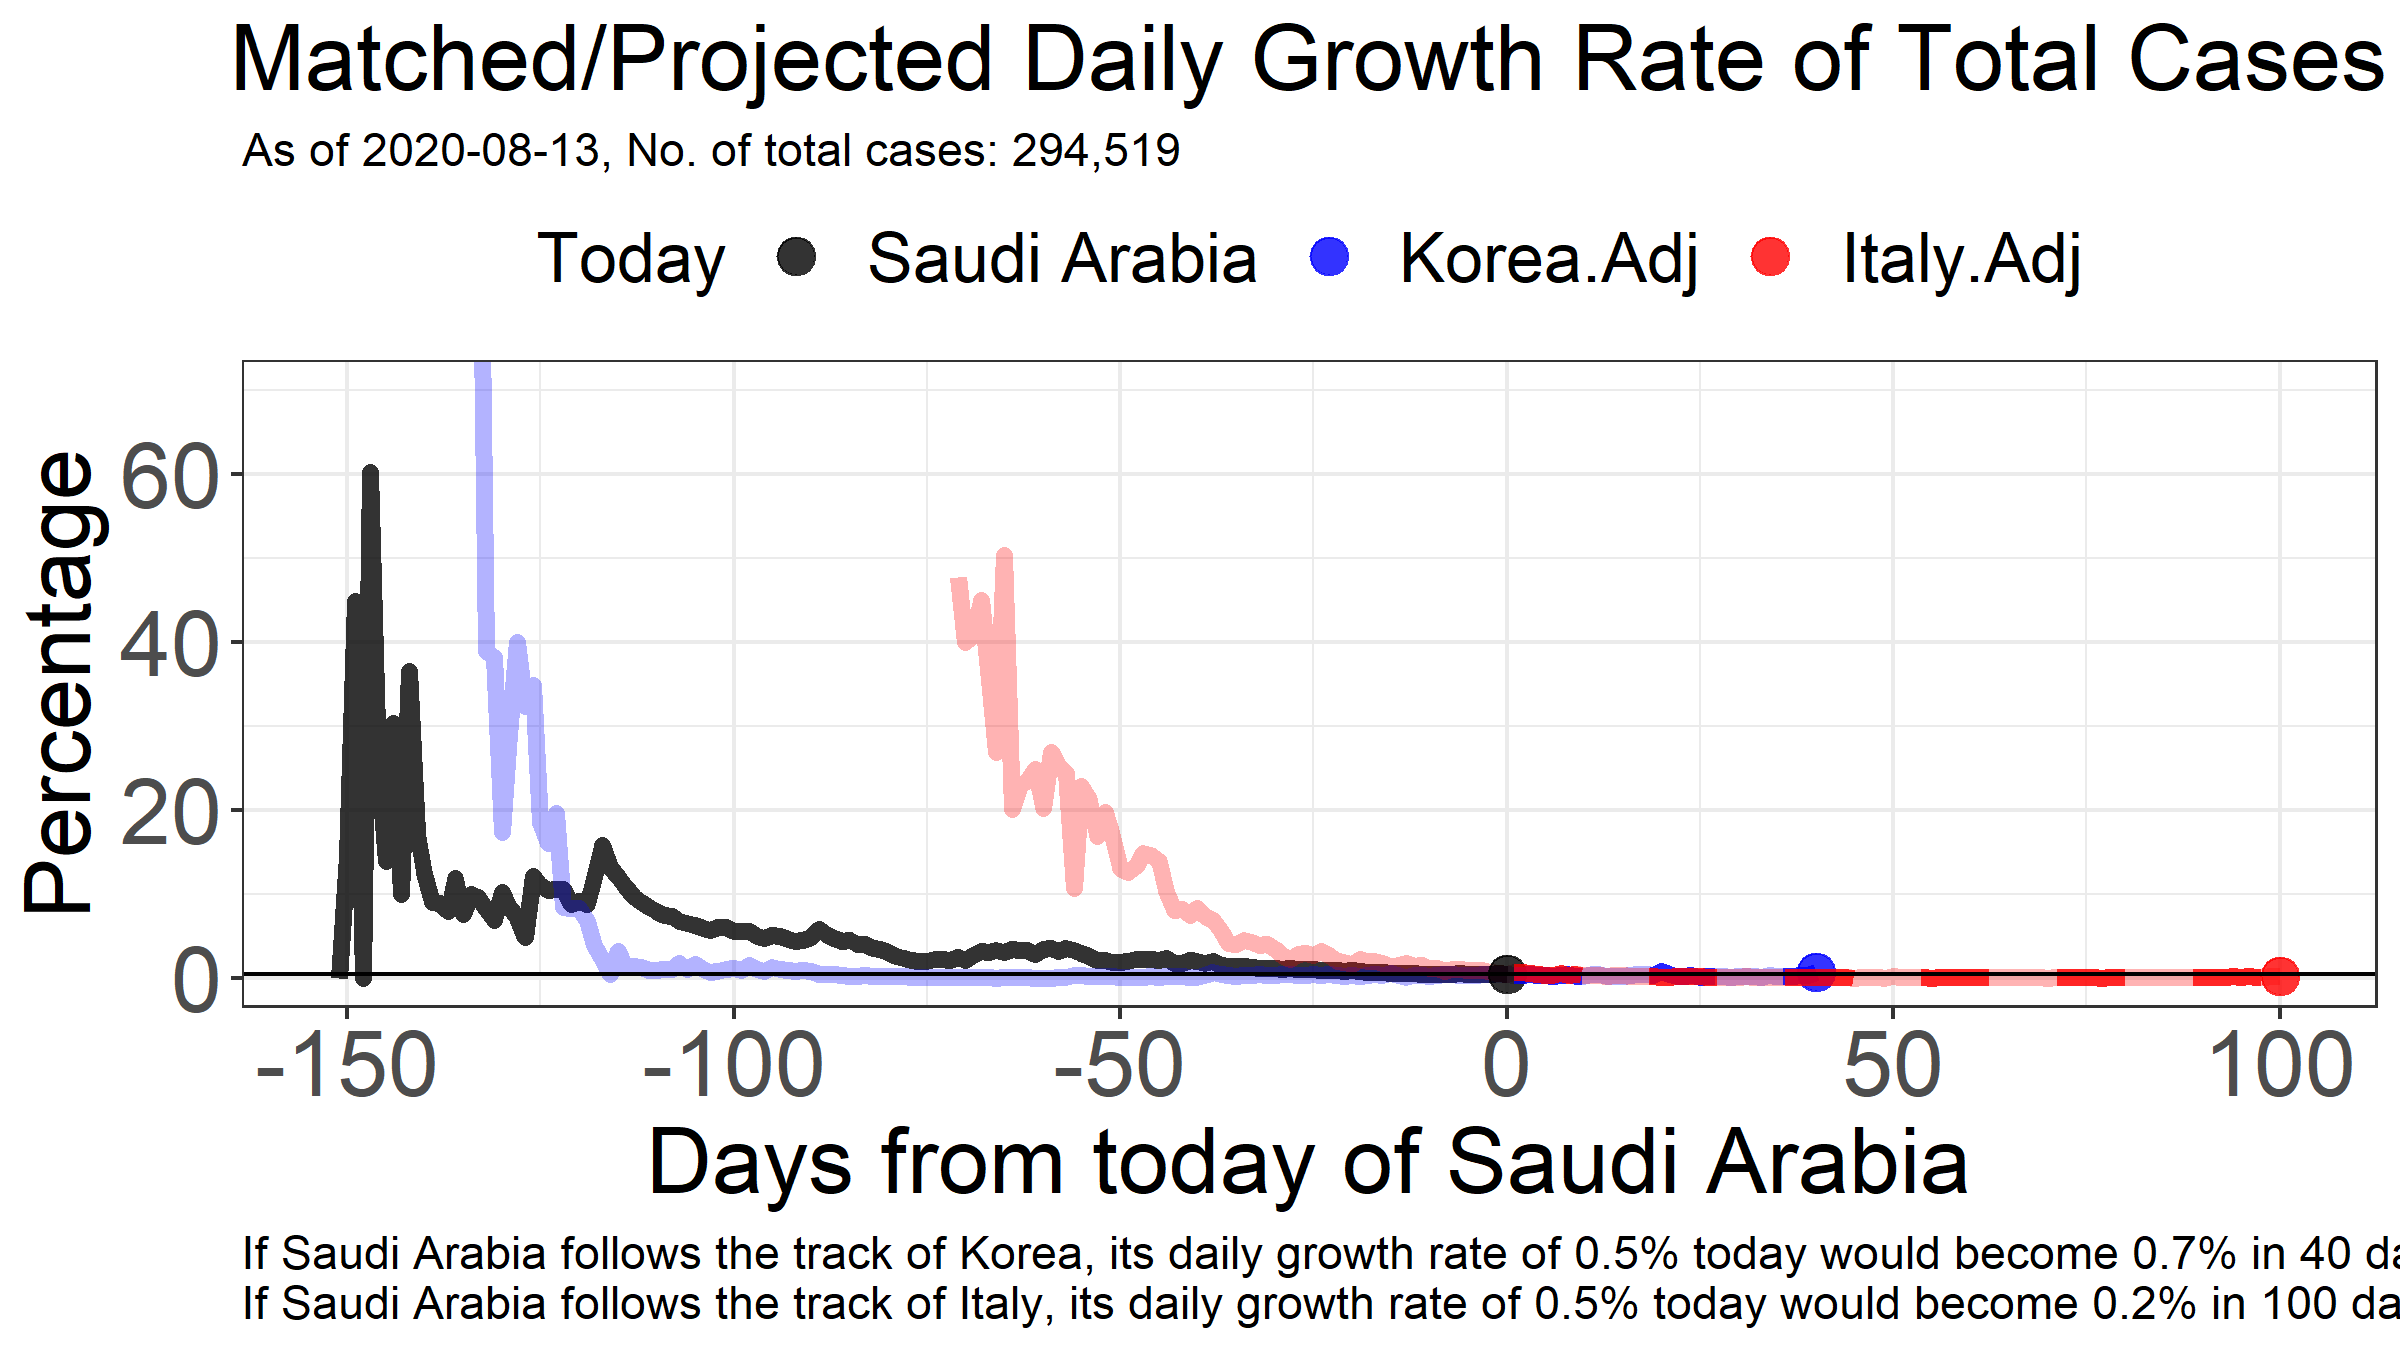 Matched/Projected Daily Growth Rate of Total Cases
As of 2020-08-13, No. of total cases: 294,519
Today Saudi Arabia Korea.Adj Italy.Adj
Percentage
60
40
20
0
-150 -100 -50 0 50 100
Days from today of Saudi Arabia
If Saudi Arabia follows the track of Korea, its daily growth rate of 0.5% today would become 0.7% in 40 da
If Saudi Arabia follows the track of Italy, its daily growth rate of 0.5% today would become 0.2% in 100 da